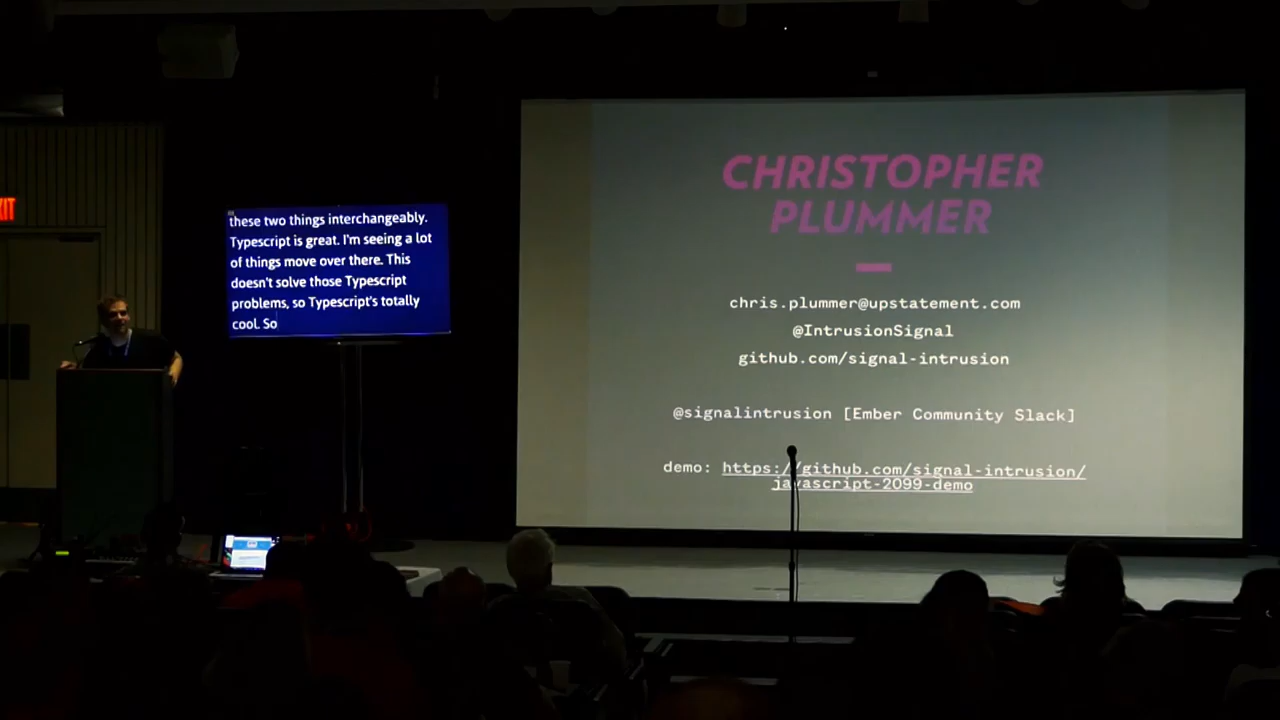 XIT
these two things interchangeably.
Typescript is great. I'm seeing a lot
of things move over there. This
doesn't solve those Typescript
problems, so Typescript's totally
cool. So
CHRISTOPHER
PLUMMER
chris.plummer@upstatement.com
@IntrusionSignal
github.com/signal-intrusion
@signalintrusion [Ember Community Slack]
demo: https://github.com/signal-intrusion/
javascript-2099-demo